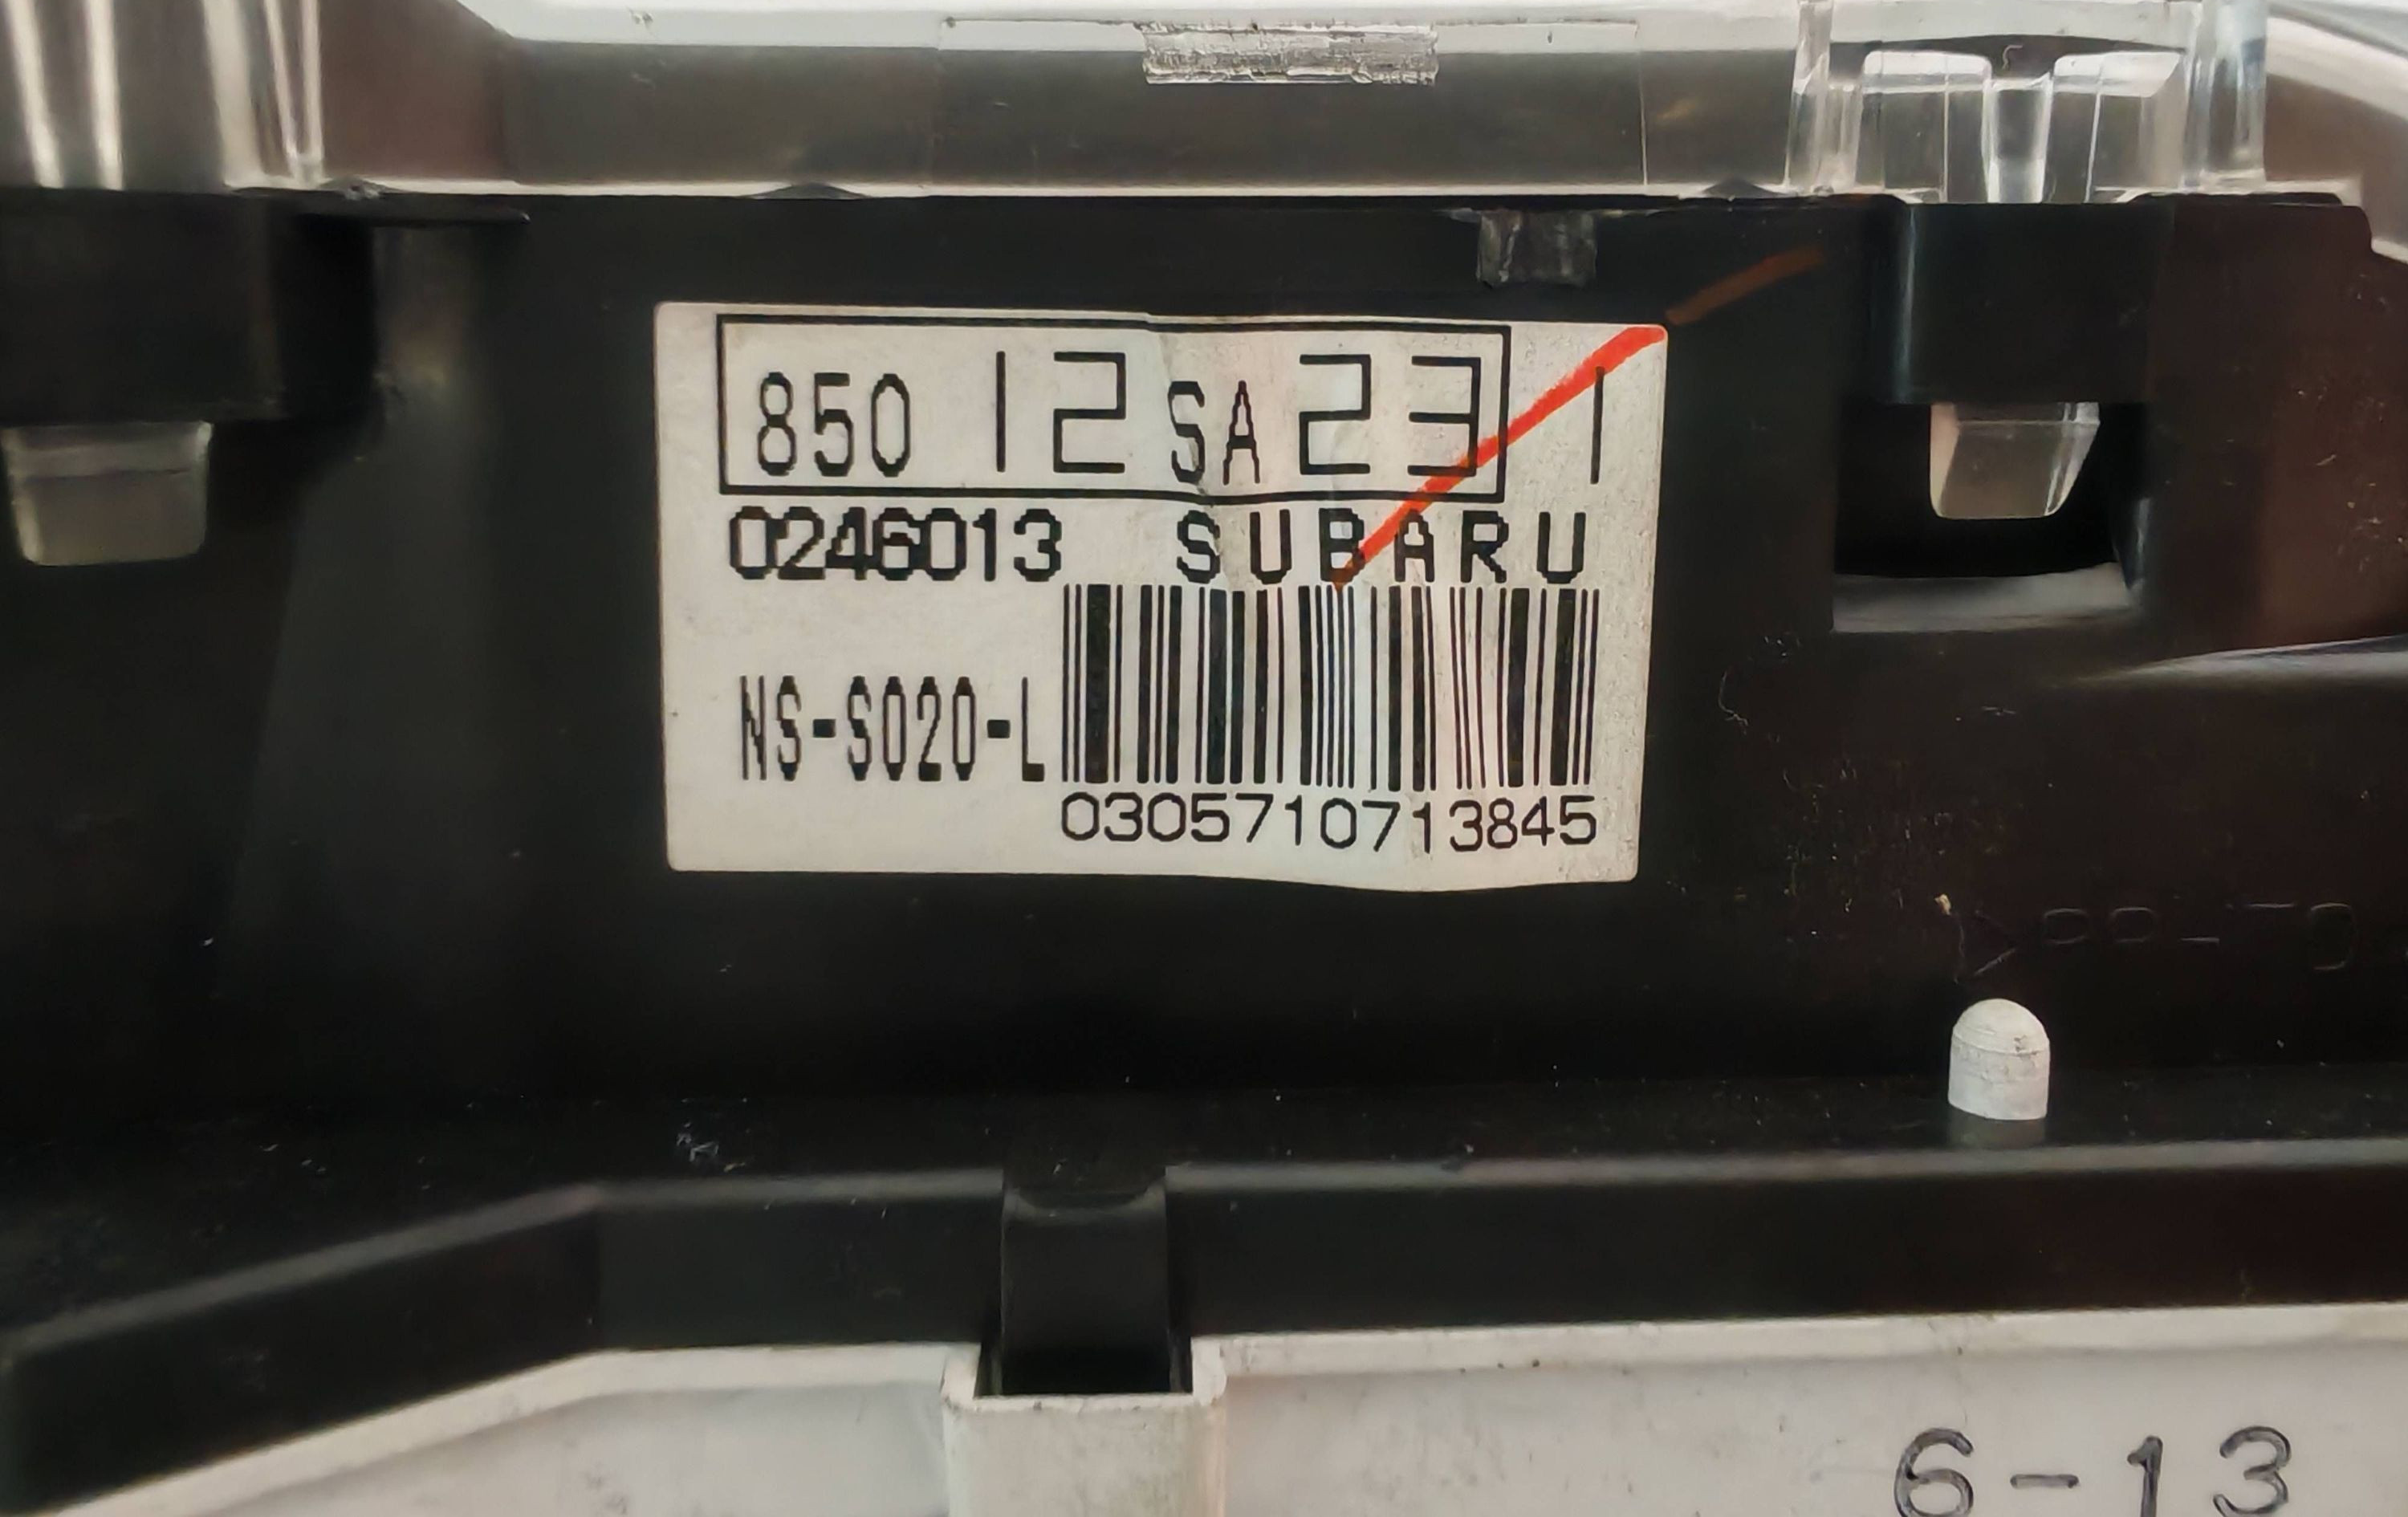 850 12 SA 23 1
0246013 SUBARU
NS-S020-L
0305710713845
6-13